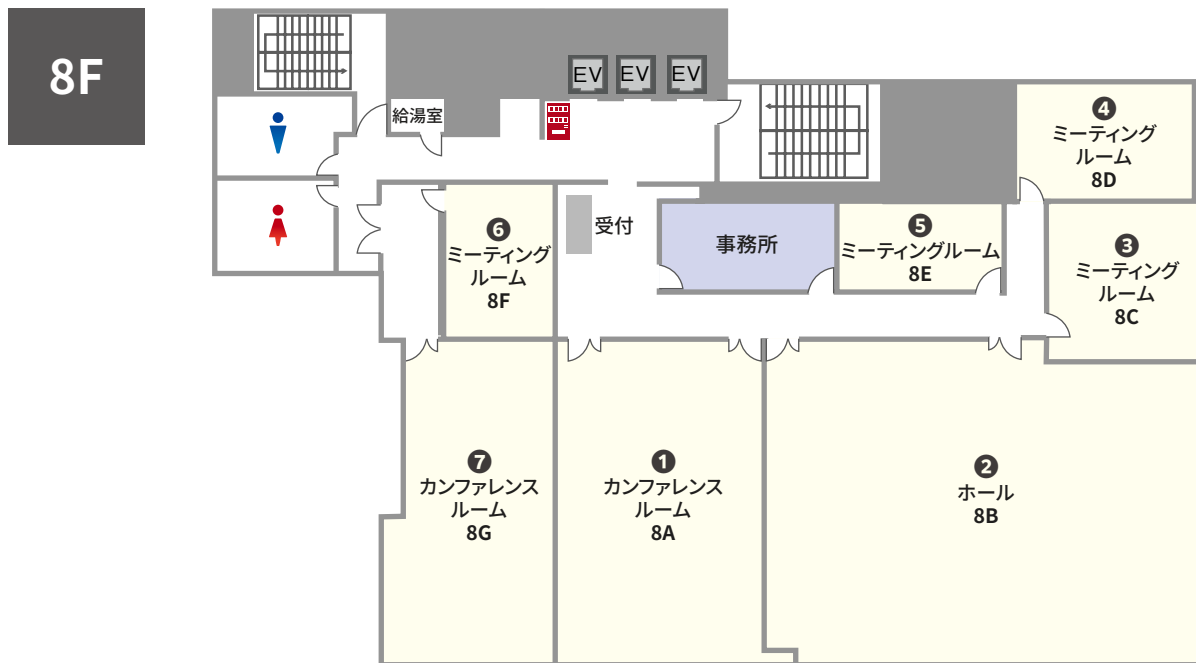 8F
EV
EV
EV
給湯室
❹
ミーティング
ルーム
8D
❻
ミーティング
ルーム
8F
受付
事務所
❺
ミーティングルーム
8E
❸
ミーティング
ルーム
8C
❼
カンファレンス
ルーム
8G
❶
カンファレンス
ルーム
8A
❷
ホール
8B